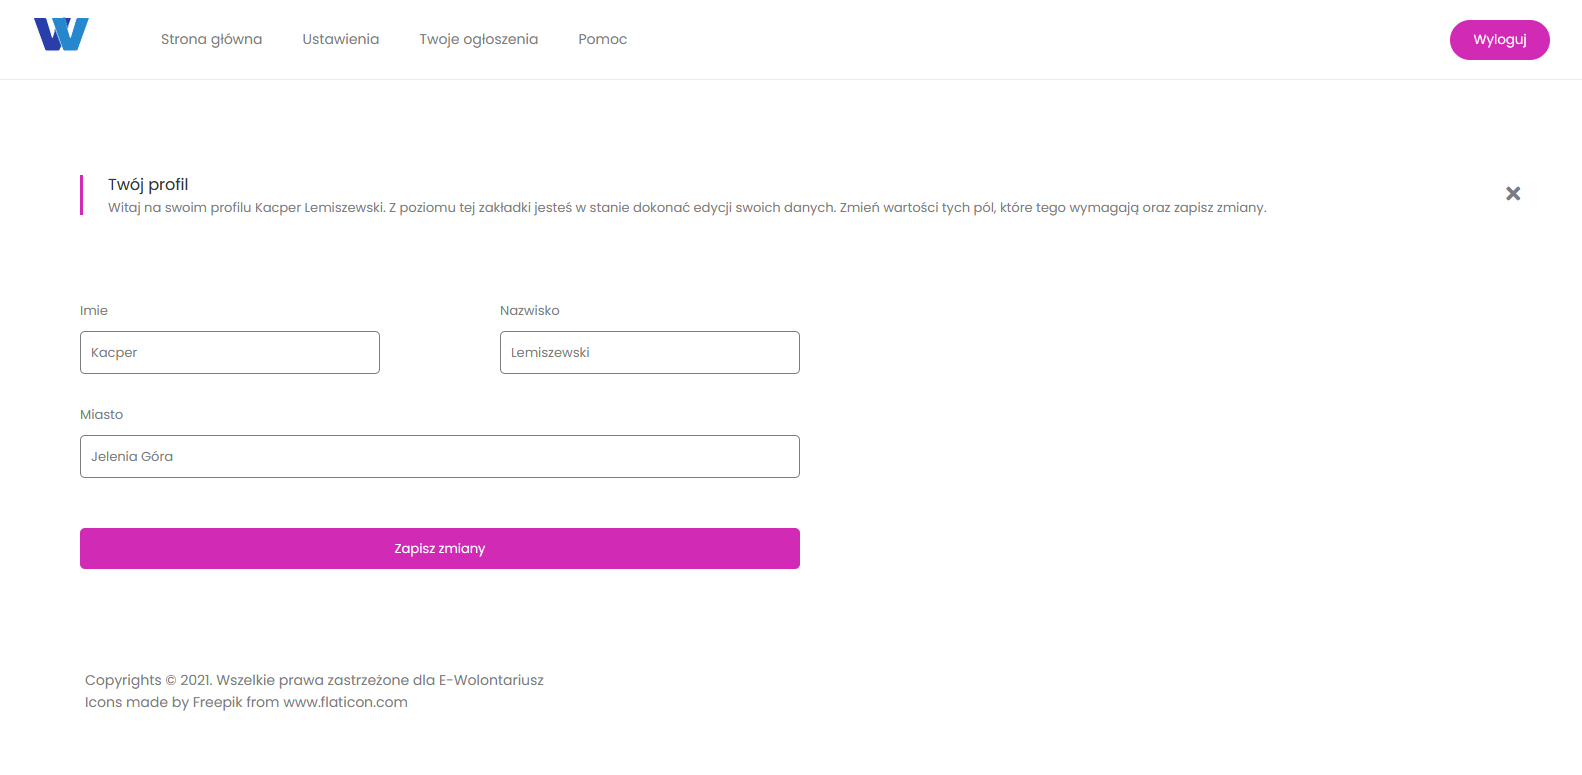 Strona główna Ustawienia Twoje ogłoszenia Pomoc Wyloguj
Twój profil
Witaj na swoim profilu Kacper Lemiszewski. Z poziomu tej zakładki jesteś w stanie dokonać edycji swoich danych. Zmień wartości tych pól, które tego wymagają oraz zapisz zmiany.
Imie Nazwisko
Kacper Lemiszewski
Miasto
Jelenia Góra
Zapisz zmiany
Copyrights © 2021. Wszelkie prawa zastrzeżone dla E-Wolontariusz
Icons made by Freepik from www.flaticon.com